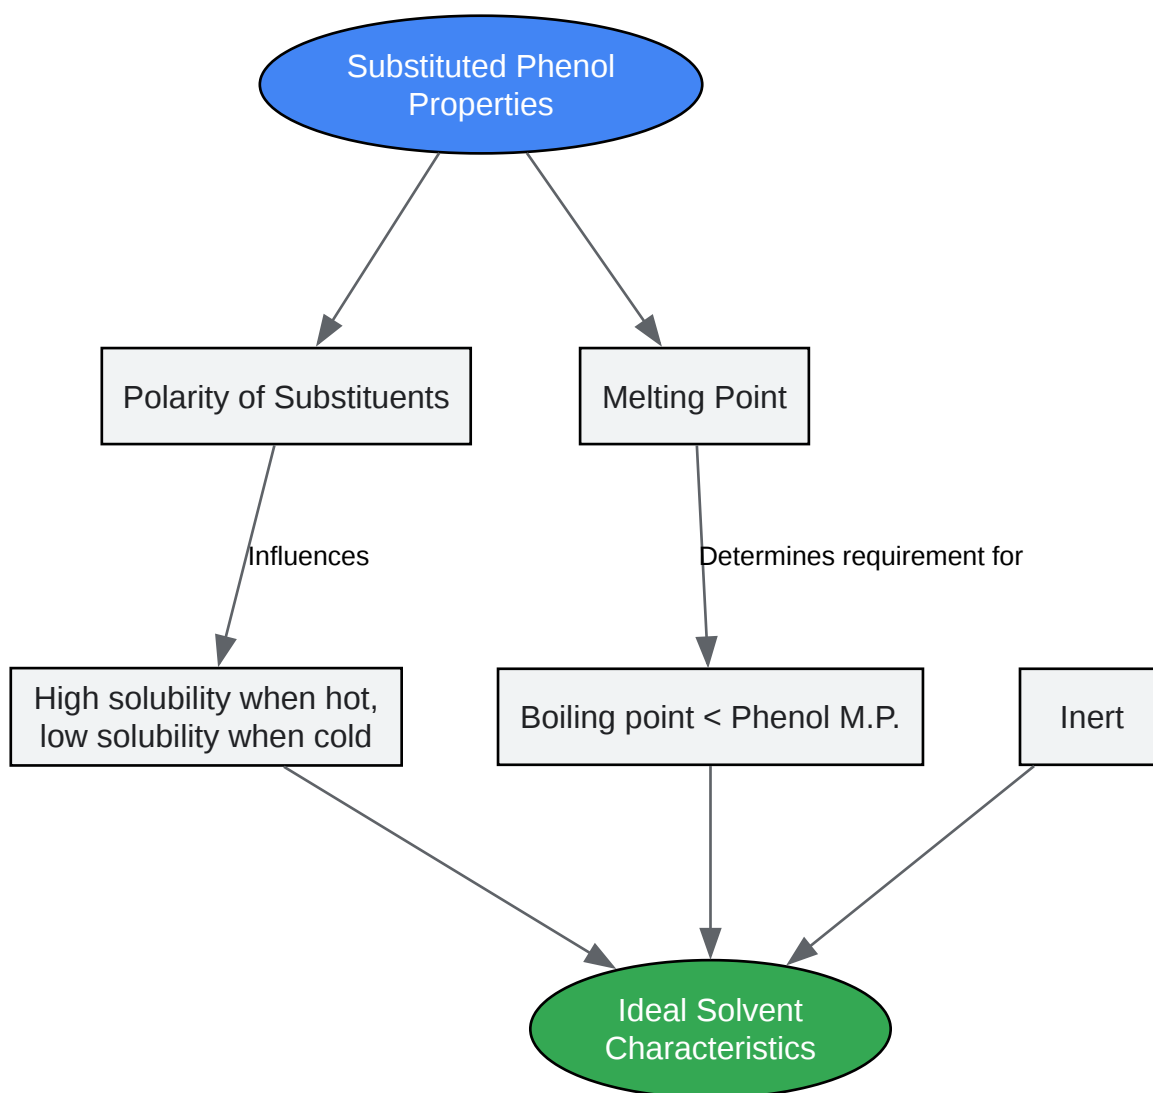 Substituted Phenol
Properties
Polarity of Substituents
Melting Point
Influences
Determines requirement for
High solubility when hot,
low solubility when cold
Boiling point < Phenol M.P.
Inert
Ideal Solvent
Characteristics